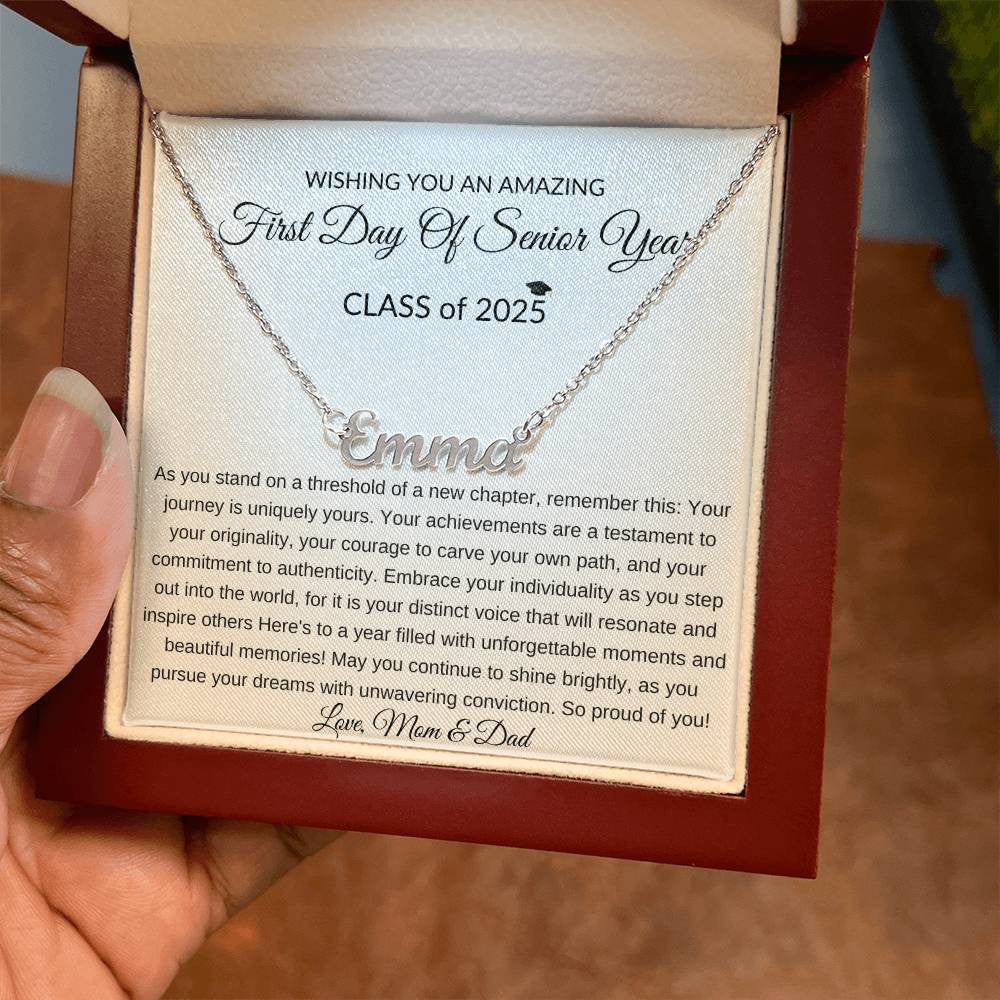 WISHING YOU AN AMAZING
First Day Of Senior Year
CLASS of 2025
Emma
As you stand on a threshold of a new chapter, remember this: Your
journey is uniquely yours. Your achievements are a testament to
your originality, your courage to carve your own path, and your
commitment to authenticity. Embrace your individuality as you step
out into the world, for it is your distinct voice that will resonate and
inspire others Here's to a year filled with unforgettable moments and
beautiful memories! May you continue to shine brightly, as you
pursue your dreams with unwavering conviction. So proud of you!
Love, Mom & Dad